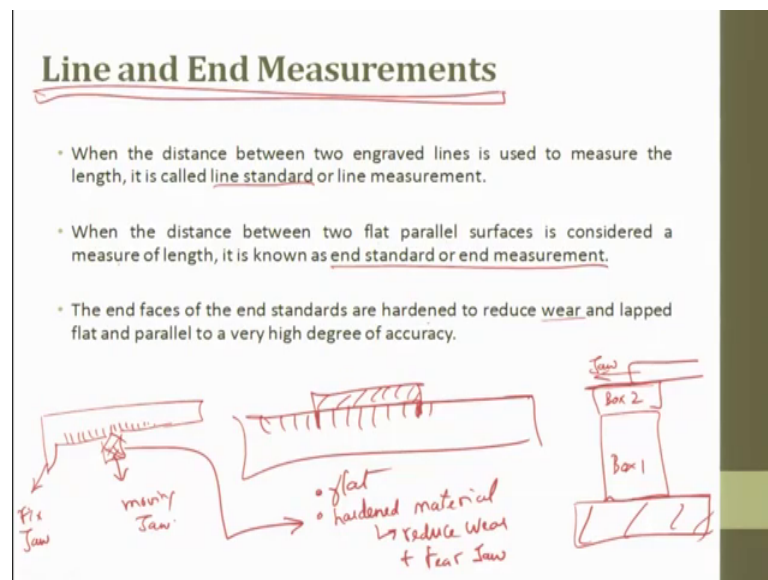 Line and End Measurements
• When the distance between two engraved lines is used to measure the
length, it is called line standard or line measurement.
• When the distance between two flat parallel surfaces is considered a
measure of length, it is known as end standard or end measurement.
• The end faces of the end standards are hardened to reduce wear and lapped
flat and parallel to a very high degree of accuracy.
Fix
Jaw
moving
Jaw
• flat
• hardened material
↳ reduce wear
+ tear Jaw
Jaw
Box 2
Box 1